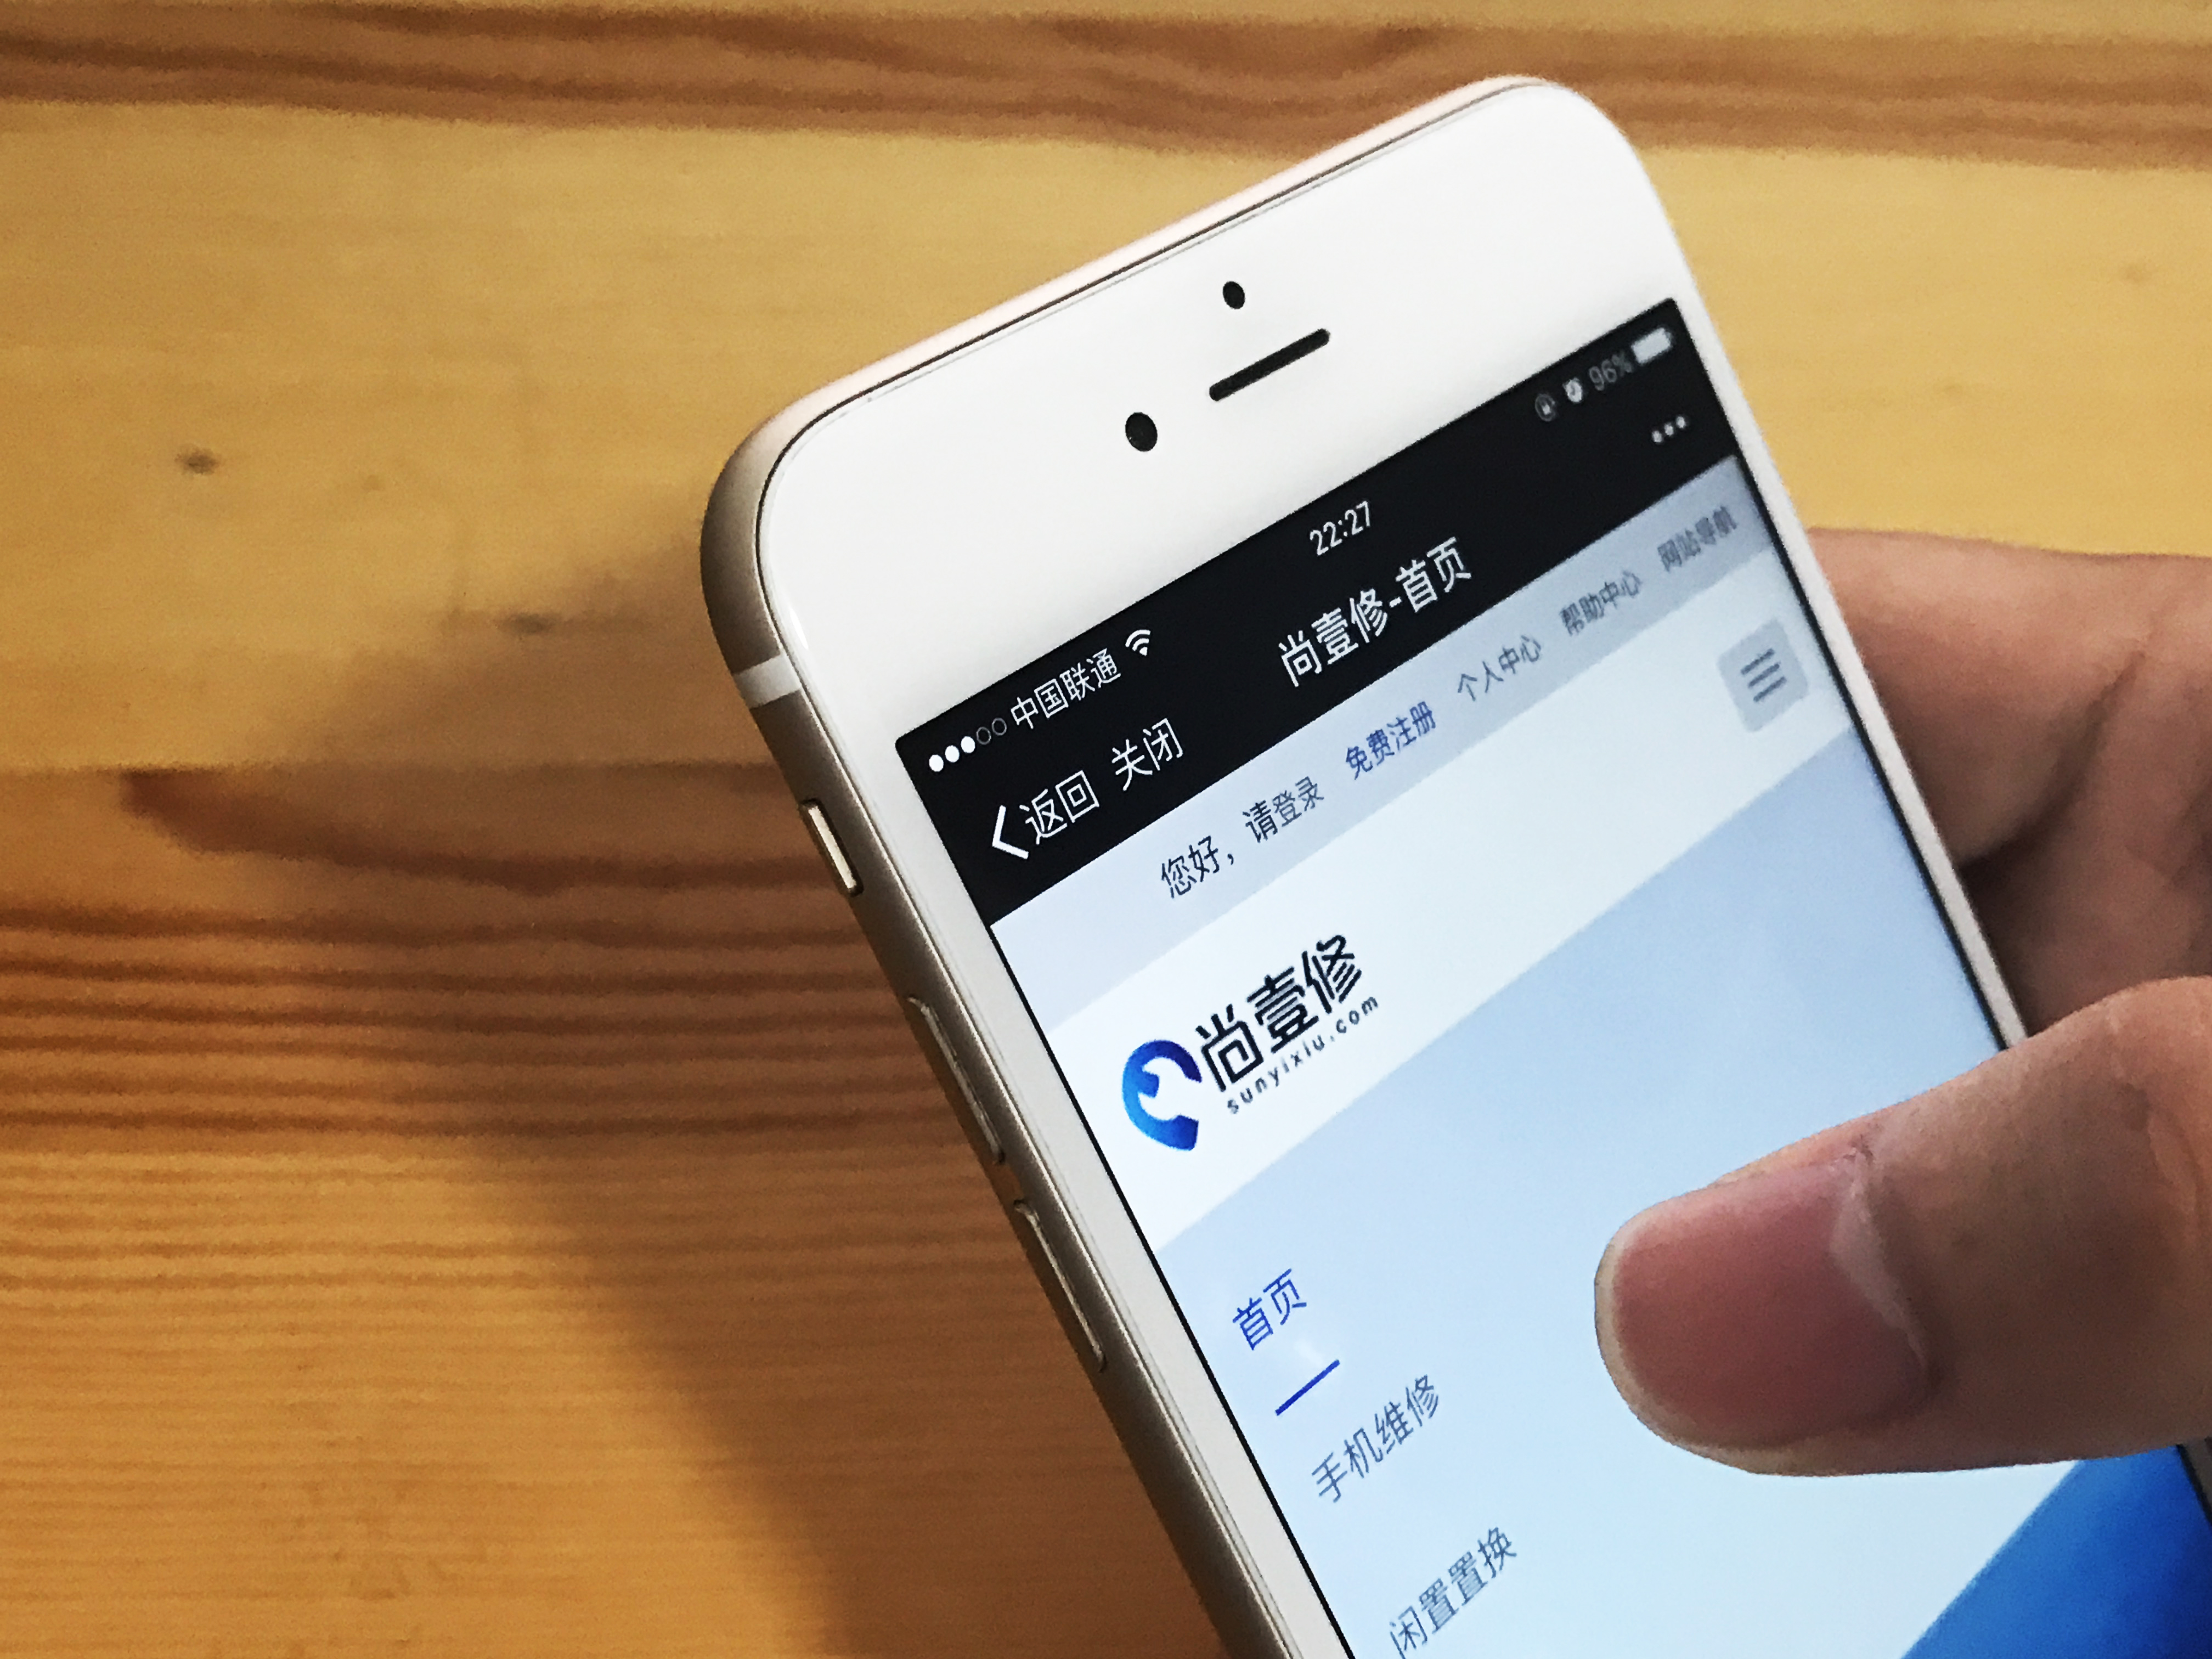 中国联通 22:27 96%
返回 关闭 尚壹修-首页
您好，请登录 免费注册 个人中心 帮助中心 网站导航
尚壹修
sunyixiu.com
首页
手机维修
闲置置换